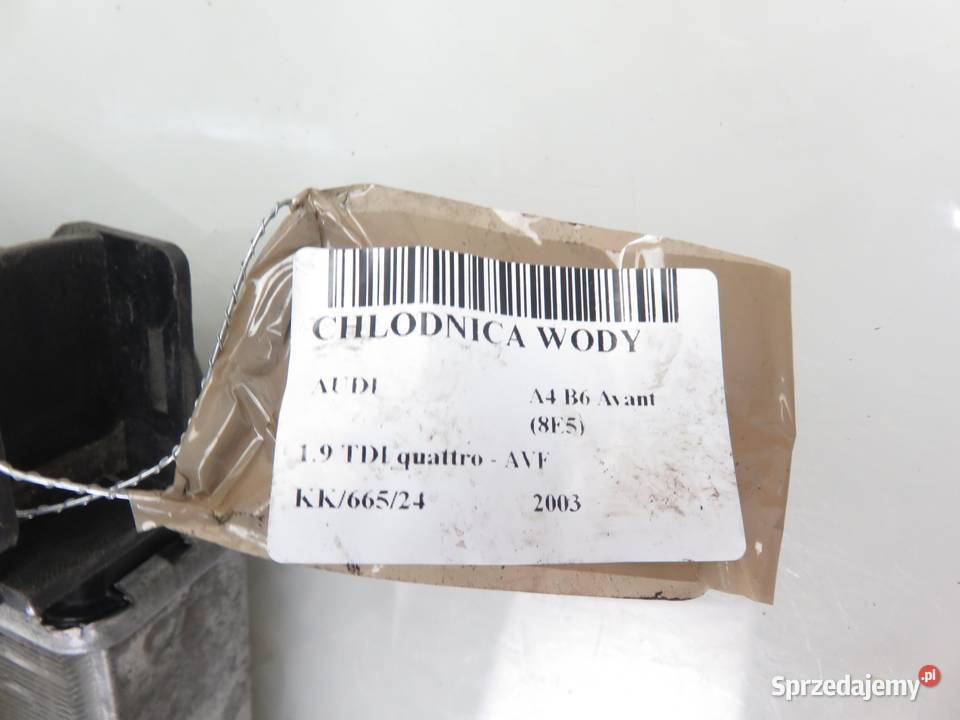 CHLODNICA WODY
AUDI
A4 B6 Avant
(8E5)
1.9 TDI quattro - AVF
KK/665/24
2003
Sprzedajemy.pl